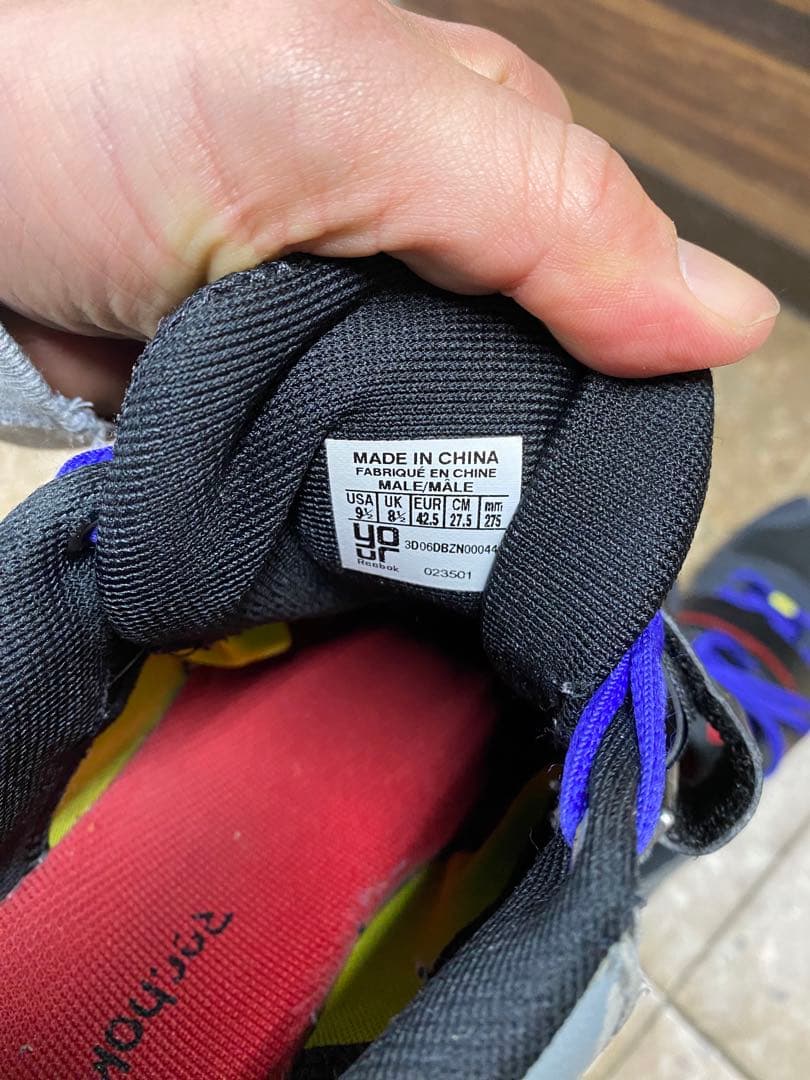 MADE IN CHINA
FABRIQUÉ EN CHINE
MALE/MÂLE
USA UK EUR CM mm
9½ 8½ 42.5 27.5 275
YOUR
Reebok
3D06DBZN00044
023501